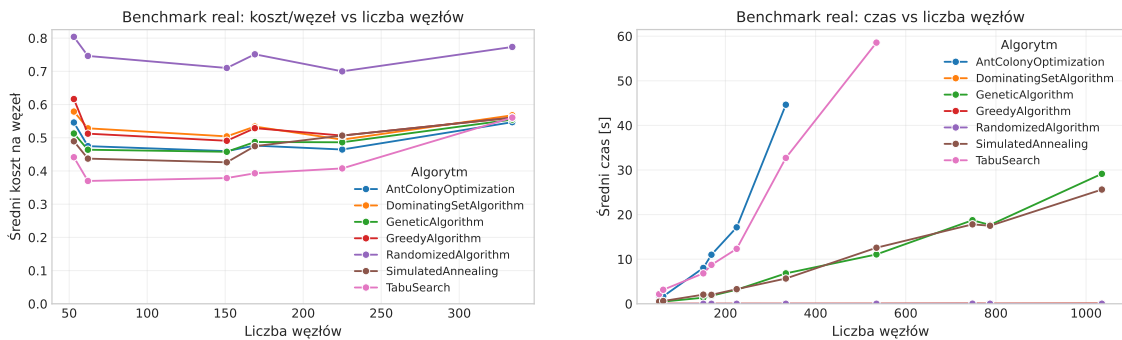 Benchmark real: koszt/węzeł vs liczba węzłów
0.8
0.7
0.6
0.5
0.4
0.3
0.2
0.1
0.0
Średni koszt na węzeł
50
100
150
200
250
300
Liczba węzłów
Algorytm
AntColonyOptimization
DominatingSetAlgorithm
GeneticAlgorithm
GreedyAlgorithm
RandomizedAlgorithm
SimulatedAnnealing
TabuSearch
Benchmark real: czas vs liczba węzłów
60
50
40
30
20
10
0
Średni czas [s]
200
400
600
800
1000
Liczba węzłów
Algorytm
AntColonyOptimization
DominatingSetAlgorithm
GeneticAlgorithm
GreedyAlgorithm
RandomizedAlgorithm
SimulatedAnnealing
TabuSearch